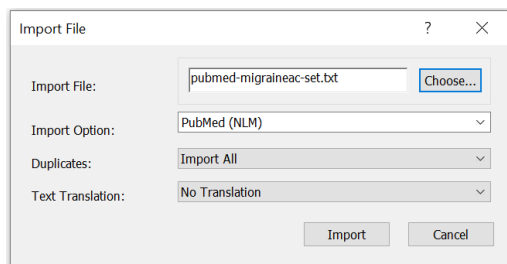 Import File ?
Import File: pubmed-migraineac-set.txt Choose...
Import Option: PubMed (NLM)
Duplicates: Import All
Text Translation: No Translation
Import Cancel